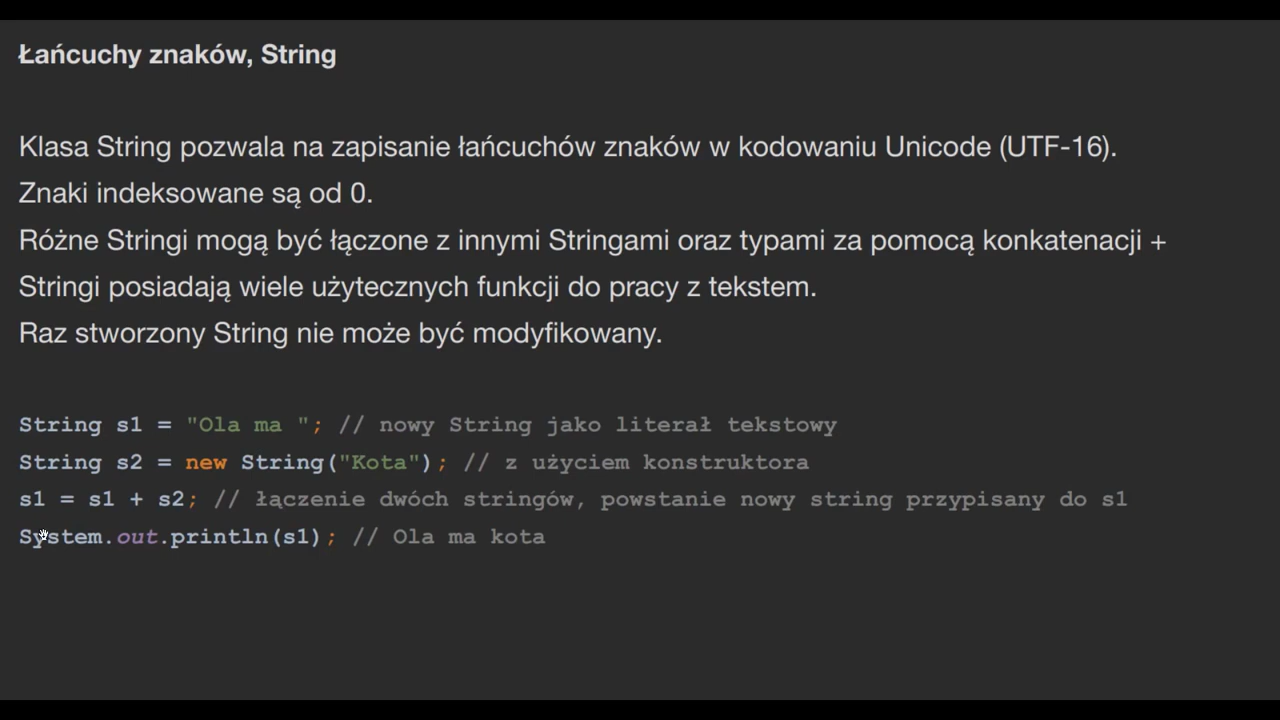 Łańcuchy znaków, String
Klasa String pozwala na zapisanie łańcuchów znaków w kodowaniu Unicode (UTF-16).
Znaki indeksowane są od 0.
Różne Stringi mogą być łączone z innymi Stringami oraz typami za pomocą konkatenacji +
Stringi posiadają wiele użytecznych funkcji do pracy z tekstem.
Raz stworzony String nie może być modyfikowany.
String s1 = "Ola ma "; // nowy String jako literał tekstowy
String s2 = new String("Kota"); // z użyciem konstruktora
s1 = s1 + s2; // łączenie dwóch stringów, powstanie nowy string przypisany do s1
System.out.println(s1); // Ola ma kota